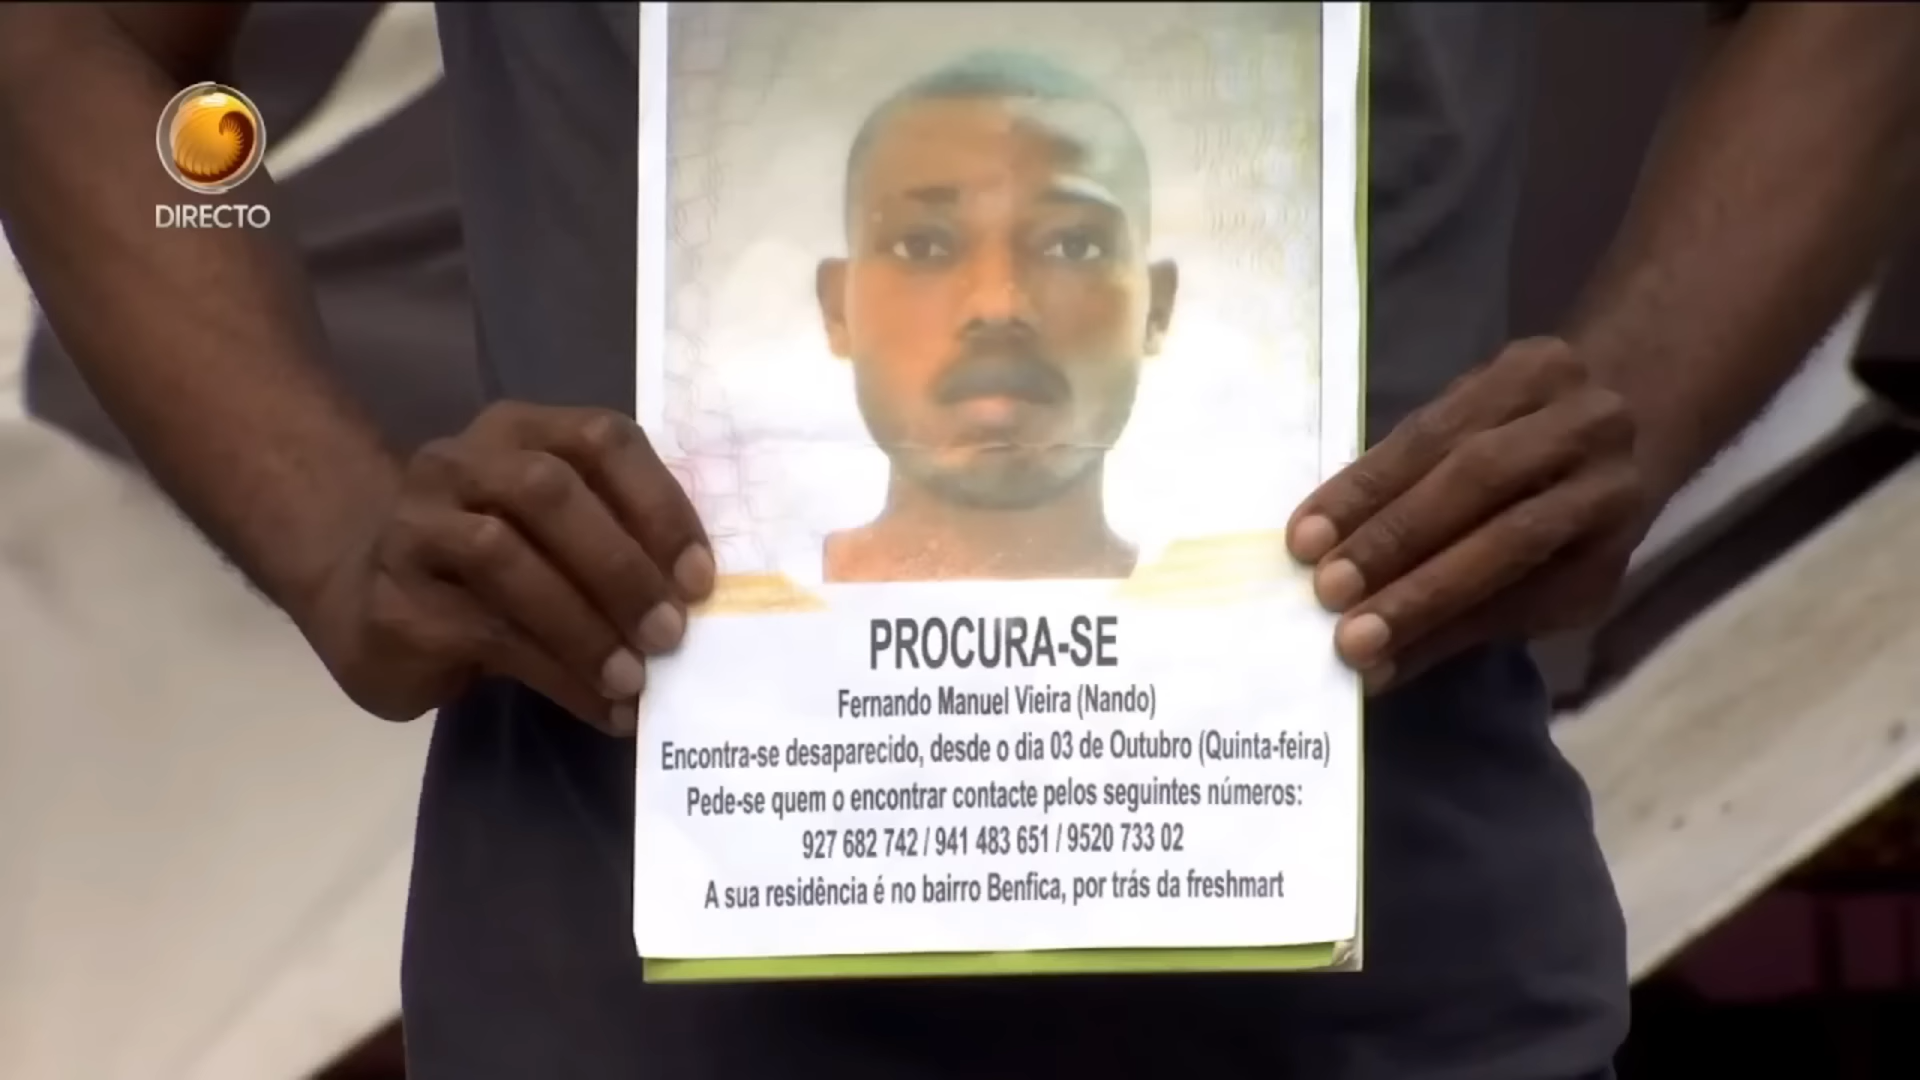 DIRECTO
PROCURA-SE
Fernando Manuel Vieira (Nando)
Encontra-se desaparecido, desde o dia 03 de Outubro (Quinta-feira)
Pede-se quem o encontrar contacte pelos seguintes números:
927 682 742 / 941 483 651 / 9520 733 02
A sua residência é no bairro Benfica, por trás da freshmart